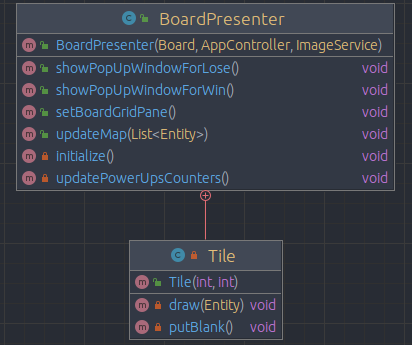 BoardPresenter
BoardPresenter(Board, AppController, ImageService)
showPopUpWindowForLose() void
showPopUpWindowForWin() void
setBoardGridPane() void
updateMap(List<Entity>) void
initialize() void
updatePowerUpsCounters() void
Tile
Tile(int, int)
draw(Entity) void
putBlank() void